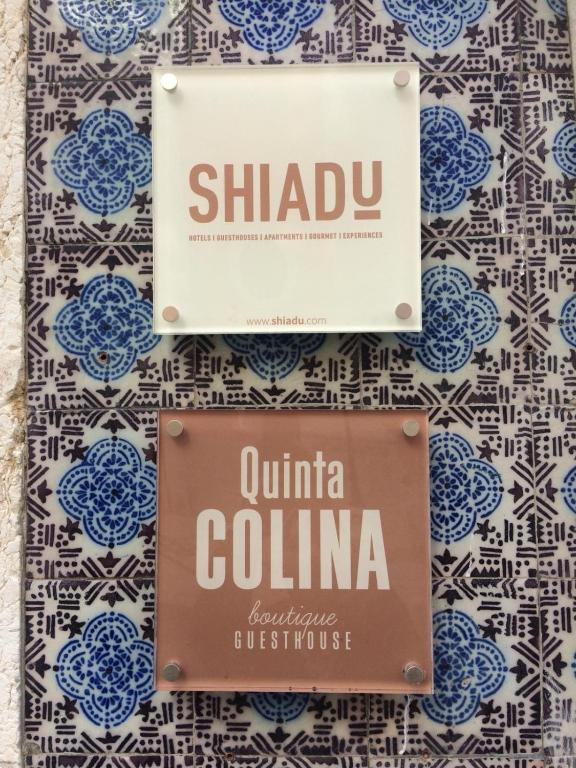 SHIADU
HOTELS | GUESTHOUSES | APARTMENTS | GOURMET | EXPERIENCES
www.shiadu.com
Quinta
COLINA
boutique
GUESTHOUSE